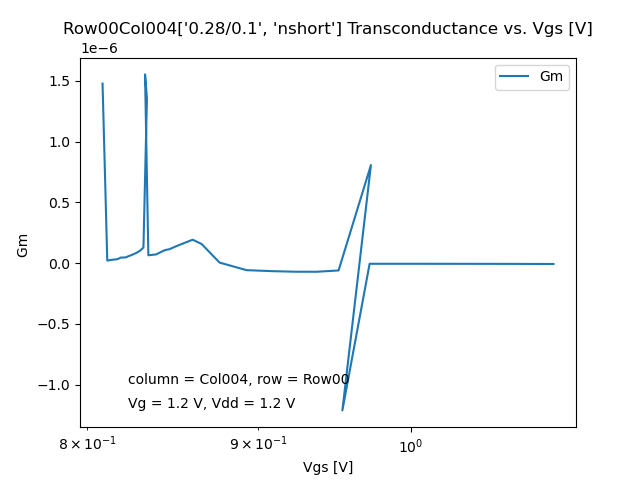 Row00Col004['0.28/0.1', 'nshort'] Transconductance vs. Vgs [V]
1e−6
Gm
1.5
1.0
0.5
0.0
−0.5
−1.0
Gm
column = Col004, row = Row00
Vg = 1.2 V, Vdd = 1.2 V
8 × 10⁻¹ 9 × 10⁻¹ 10⁰
Vgs [V]